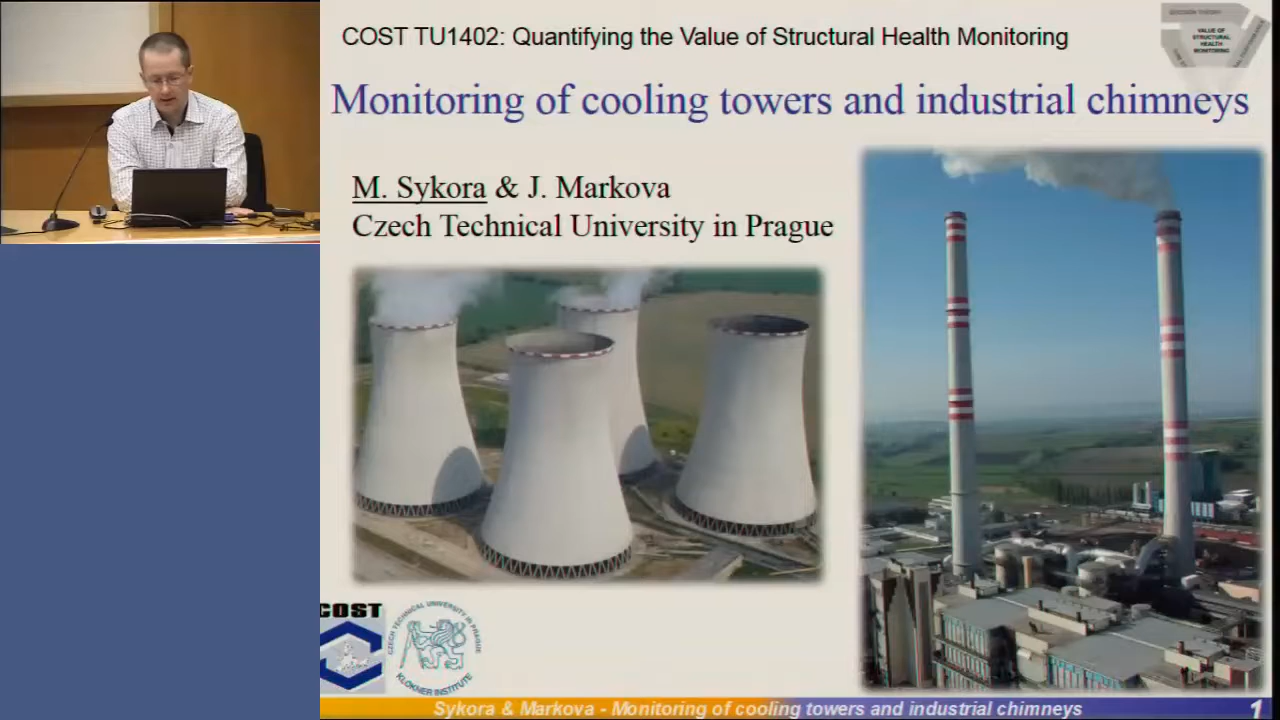 COST TU1402: Quantifying the Value of Structural Health Monitoring
VALUE OF
STRUCTURAL
HEALTH
MONITORING
Monitoring of cooling towers and industrial chimneys
M. Sykora & J. Markova
Czech Technical University in Prague
COST
CZECH TECHNICAL UNIVERSITY IN PRAGUE
KLOKNER INSTITUTE
Sykora & Markova - Monitoring of cooling towers and industrial chimneys
1